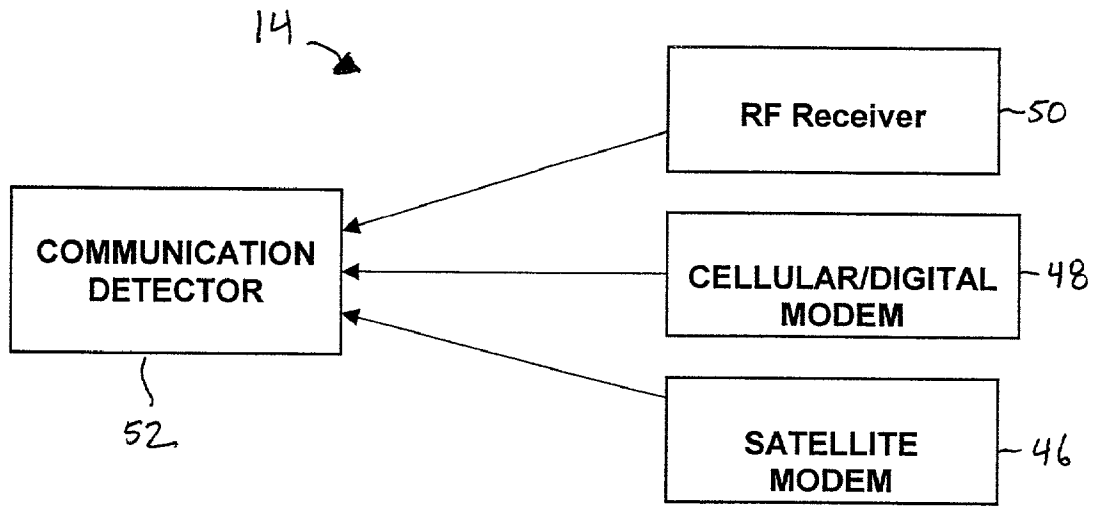 14
RF Receiver
50
COMMUNICATION
DETECTOR
CELLULAR/DIGITAL
MODEM
48
52
SATELLITE
MODEM
46